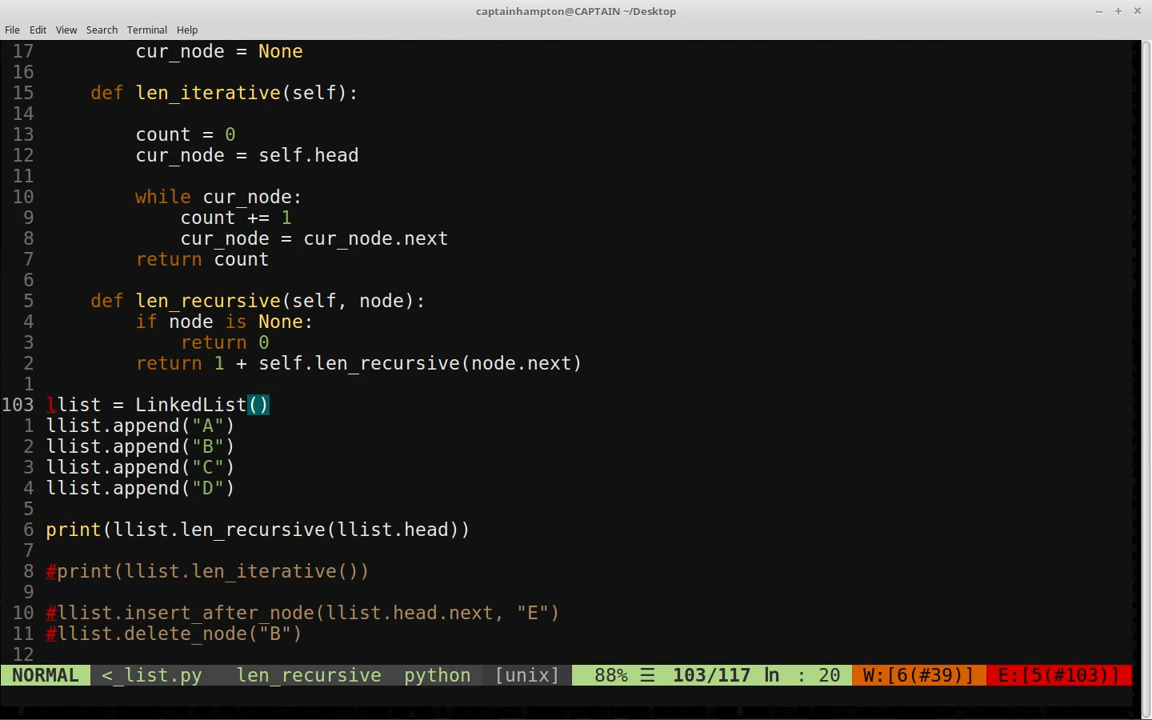 captainhampton@CAPTAIN ~/Desktop
File Edit View Search Terminal Help
17 cur_node = None
16
15 def len_iterative(self):
14
13 count = 0
12 cur_node = self.head
11
10 while cur_node:
9 count += 1
8 cur_node = cur_node.next
7 return count
6
5 def len_recursive(self, node):
4 if node is None:
3 return 0
2 return 1 + self.len_recursive(node.next)
1
103 llist = LinkedList()
1 llist.append("A")
2 llist.append("B")
3 llist.append("C")
4 llist.append("D")
5
6 print(llist.len_recursive(llist.head))
7
8 #print(llist.len_iterative())
9
10 #llist.insert_after_node(llist.head.next, "E")
11 #llist.delete_node("B")
12
NORMAL <_list.py len_recursive python [unix] 88% ☰ 103/117 ln : 20 W:[6(#39)] E:[5(#103)]